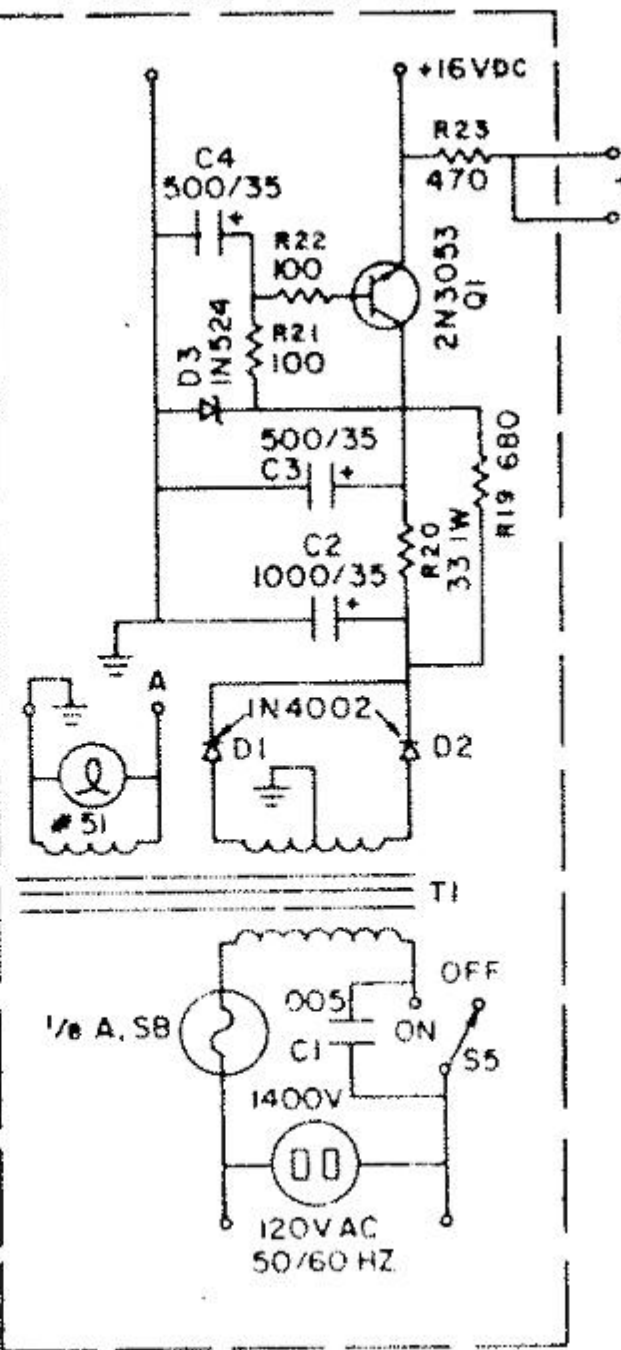 +16VDC
R23
470
C4
500/35
+
R22
100
2N3053
Q1
R21
100
D3
1N524
500/35
C3
+
R19 680
R20
33 1W
C2
1000/35
+
A
1N4002
D1
D2
#51
T1
OFF
.005
ON
1/8 A, SB
C1
S5
1400V
120VAC
50/60 HZ